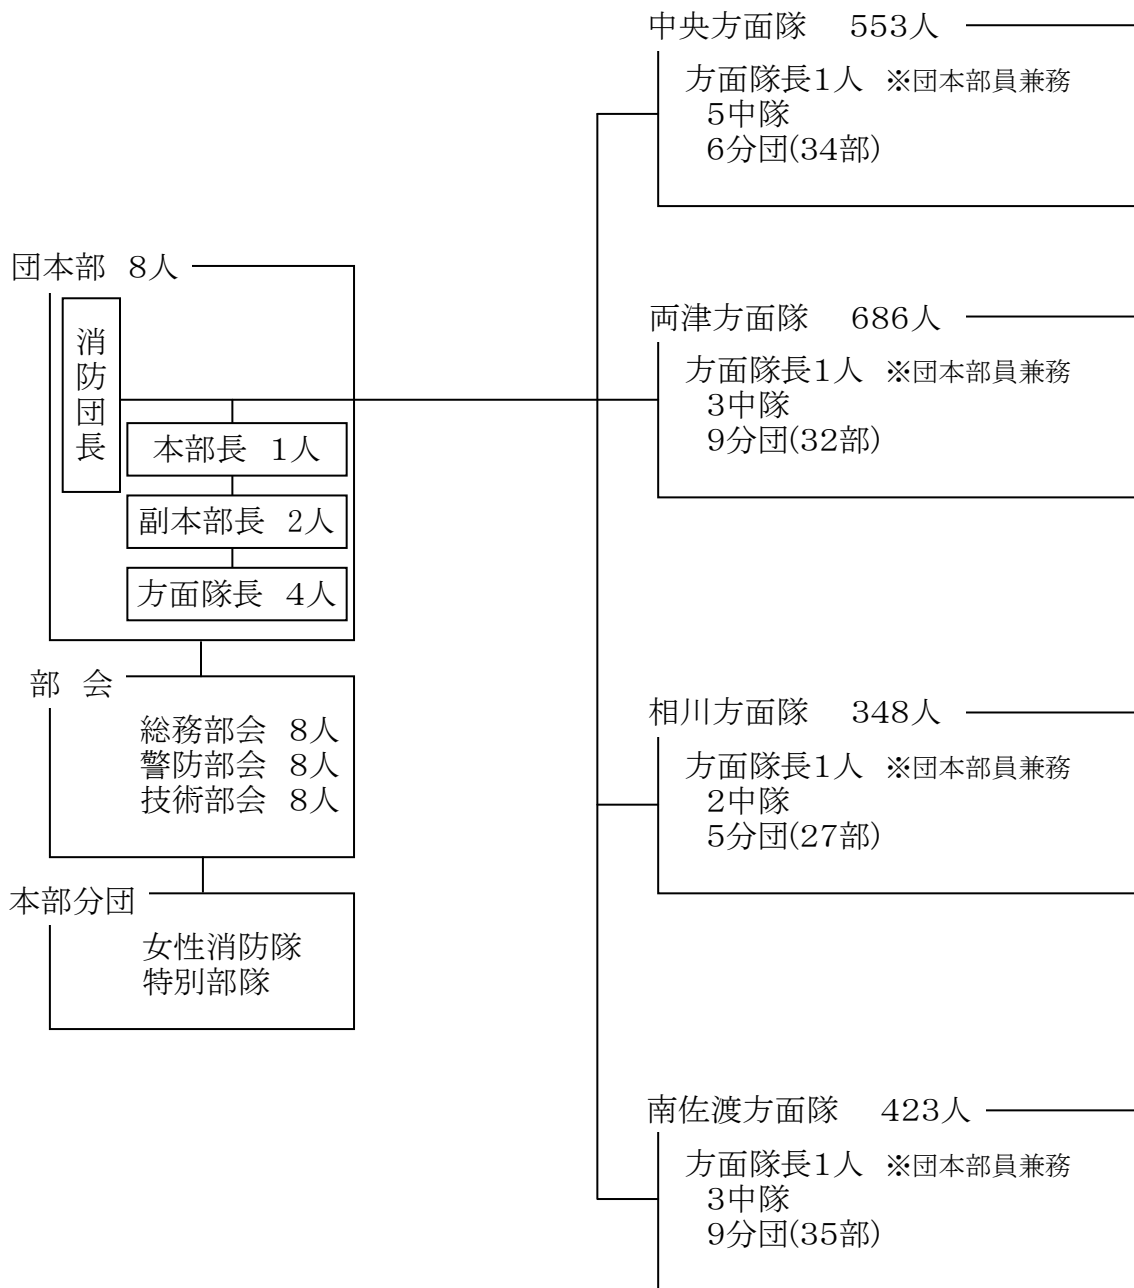 団本部 8人
消防団長
本部長 1人
副本部長 2人
方面隊長 4人
部 会
総務部会 8人
警防部会 8人
技術部会 8人
本部分団
女性消防隊
特別部隊
中央方面隊 553人
方面隊長1人 ※団本部員兼務
5中隊
6分団(34部)
両津方面隊 686人
方面隊長1人 ※団本部員兼務
3中隊
9分団(32部)
相川方面隊 348人
方面隊長1人 ※団本部員兼務
2中隊
5分団(27部)
南佐渡方面隊 423人
方面隊長1人 ※団本部員兼務
3中隊
9分団(35部)